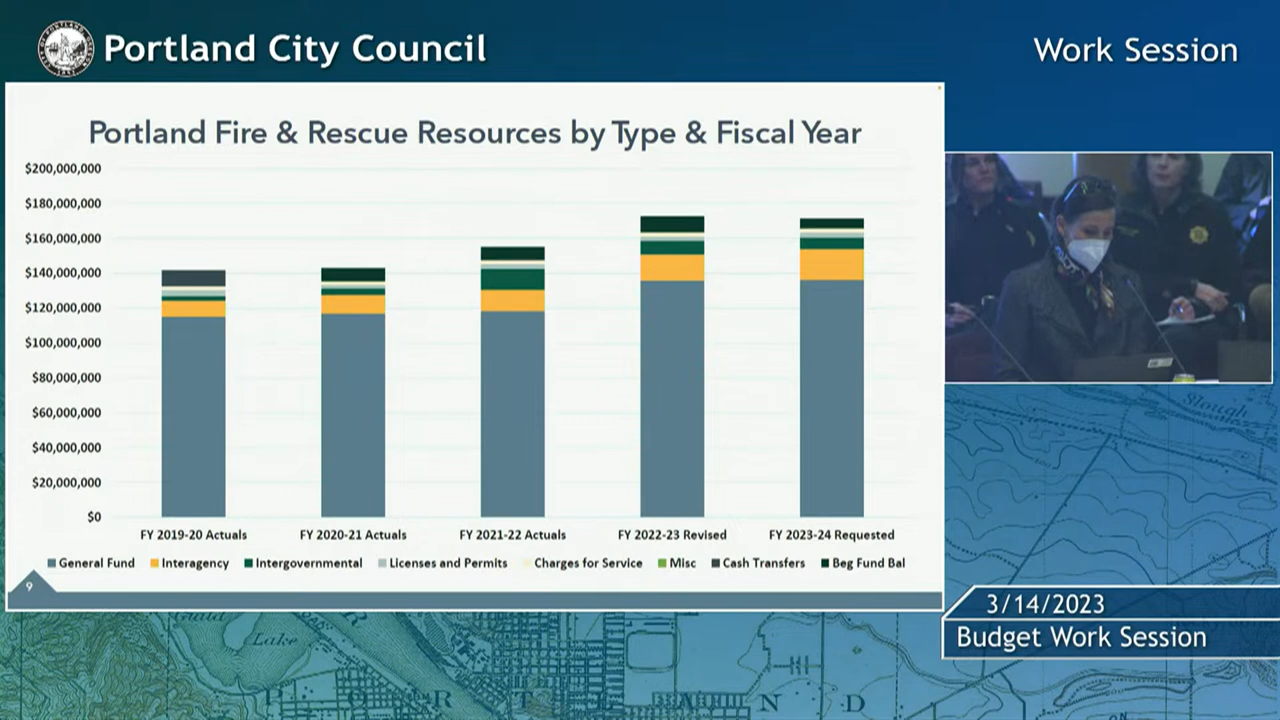 Portland City Council
Work Session
Portland Fire & Rescue Resources by Type & Fiscal Year
$200,000,000
$180,000,000
$160,000,000
$140,000,000
$120,000,000
$100,000,000
$80,000,000
$60,000,000
$40,000,000
$20,000,000
$0
FY 2019-20 Actuals FY 2020-21 Actuals FY 2021-22 Actuals FY 2022-23 Revised FY 2023-24 Requested
General Fund Interagency Intergovernmental Licenses and Permits Charges for Service Misc Cash Transfers Beg Fund Bal
9
Slough
3/14/2023
Budget Work Session
Guild
Lake
P O R T L A N D
ON